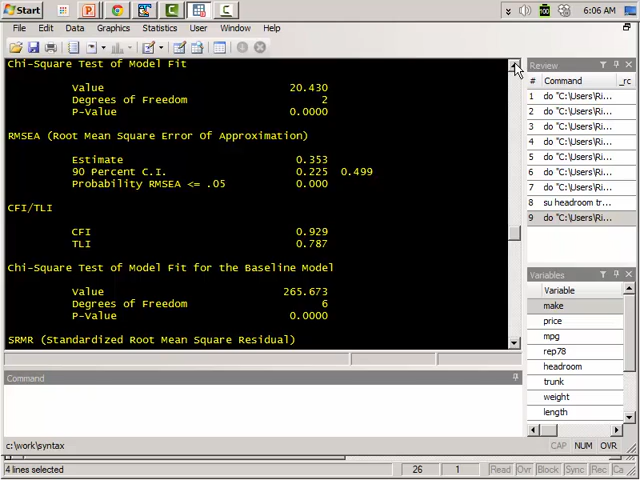 Start
100
6:06 AM
File Edit Data Graphics Statistics User Window Help
Chi-Square Test of Model Fit
Value 20.430
Degrees of Freedom 2
P-Value 0.0000
RMSEA (Root Mean Square Error of Approximation)
Estimate 0.353
90 Percent C.I. 0.225 0.499
Probability RMSEA <= .05 0.000
CFI/TLI
CFI 0.929
TLI 0.787
Chi-Square Test of Model Fit for the Baseline Model
Value 265.673
Degrees of Freedom 6
P-Value 0.0000
SRMR (Standardized Root Mean Square Residual)
Review
# Command _rc
1 do "C:\Users\Ri...
2 do "C:\Users\Ri...
3 do "C:\Users\Ri...
4 do "C:\Users\Ri...
5 do "C:\Users\Ri...
6 do "C:\Users\Ri...
7 do "C:\Users\Ri...
8 su headroom tr...
9 do "C:\Users\Ri...
Variables
Variable
make
price
mpg
rep78
headroom
trunk
weight
length
Command
c:\work\syntax
CAP NUM OVR
4 lines selected 26 1 Read Ovr Block Sync Rec Caps